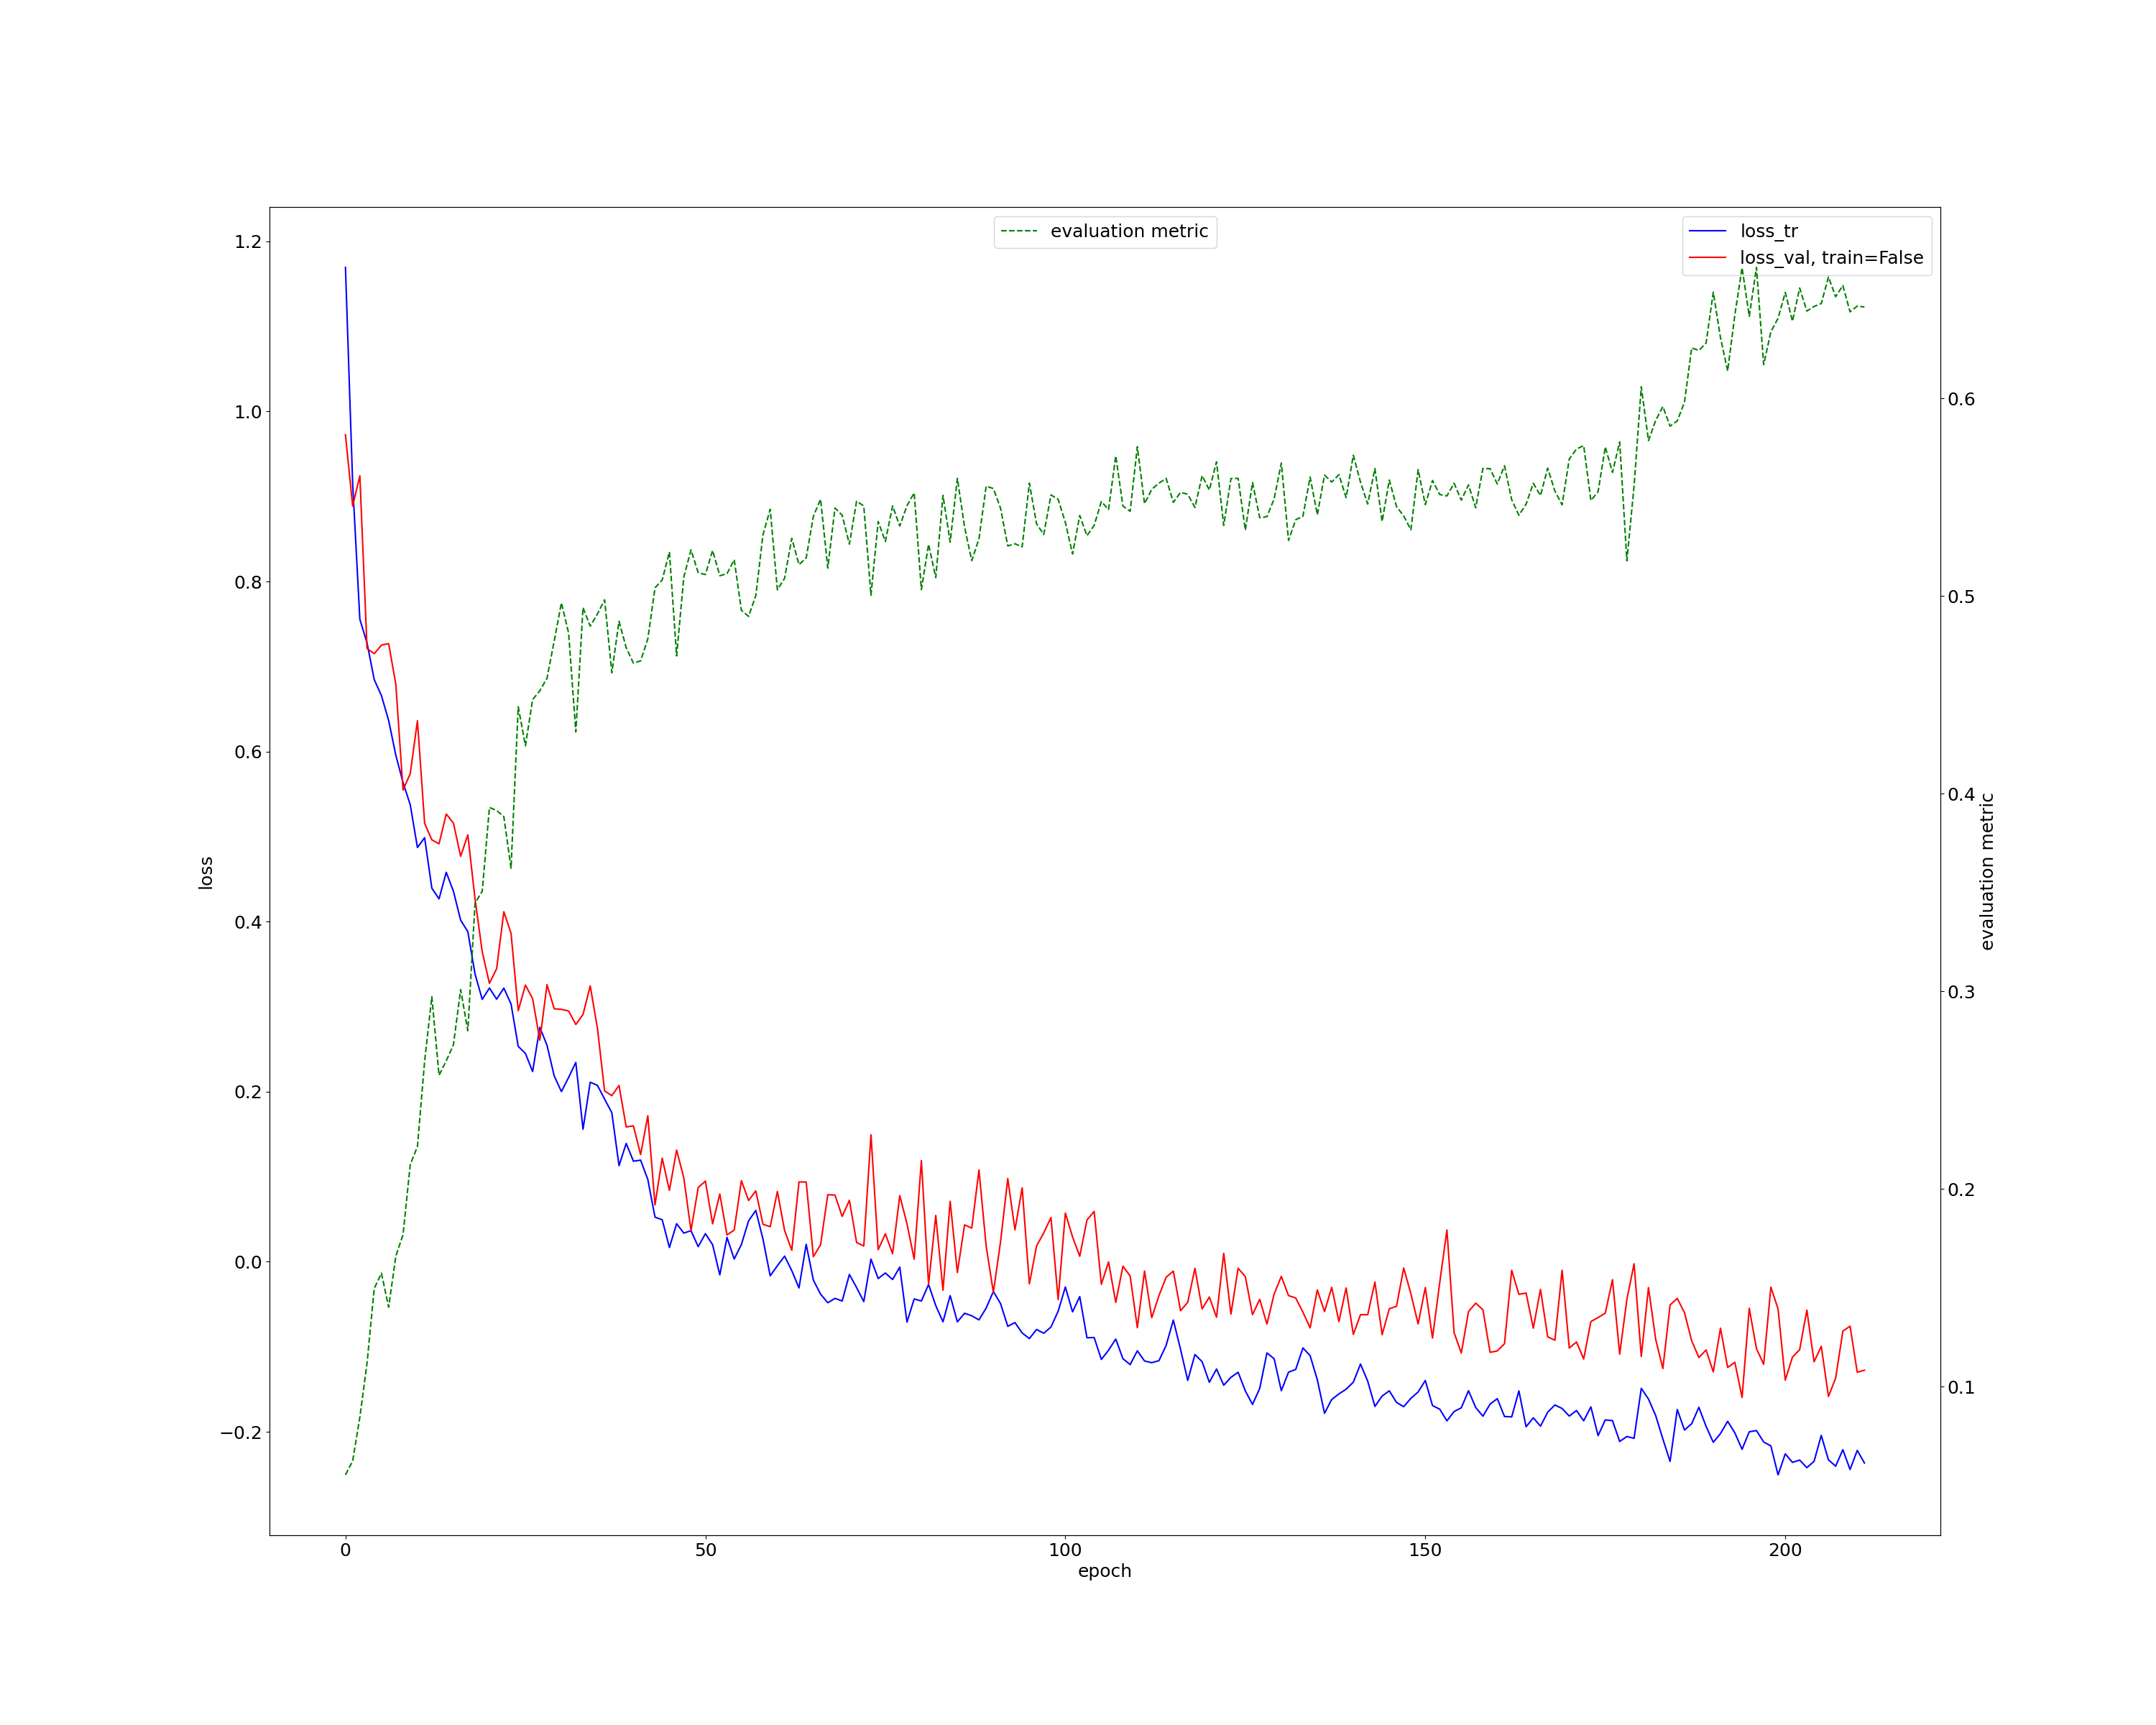 evaluation metric
loss_tr
loss_val, train=False
1.2
1.0
0.8
0.6
0.4
0.2
0.0
−0.2
loss
0.6
0.5
0.4
0.3
0.2
0.1
evaluation metric
0 50 100 150 200
epoch